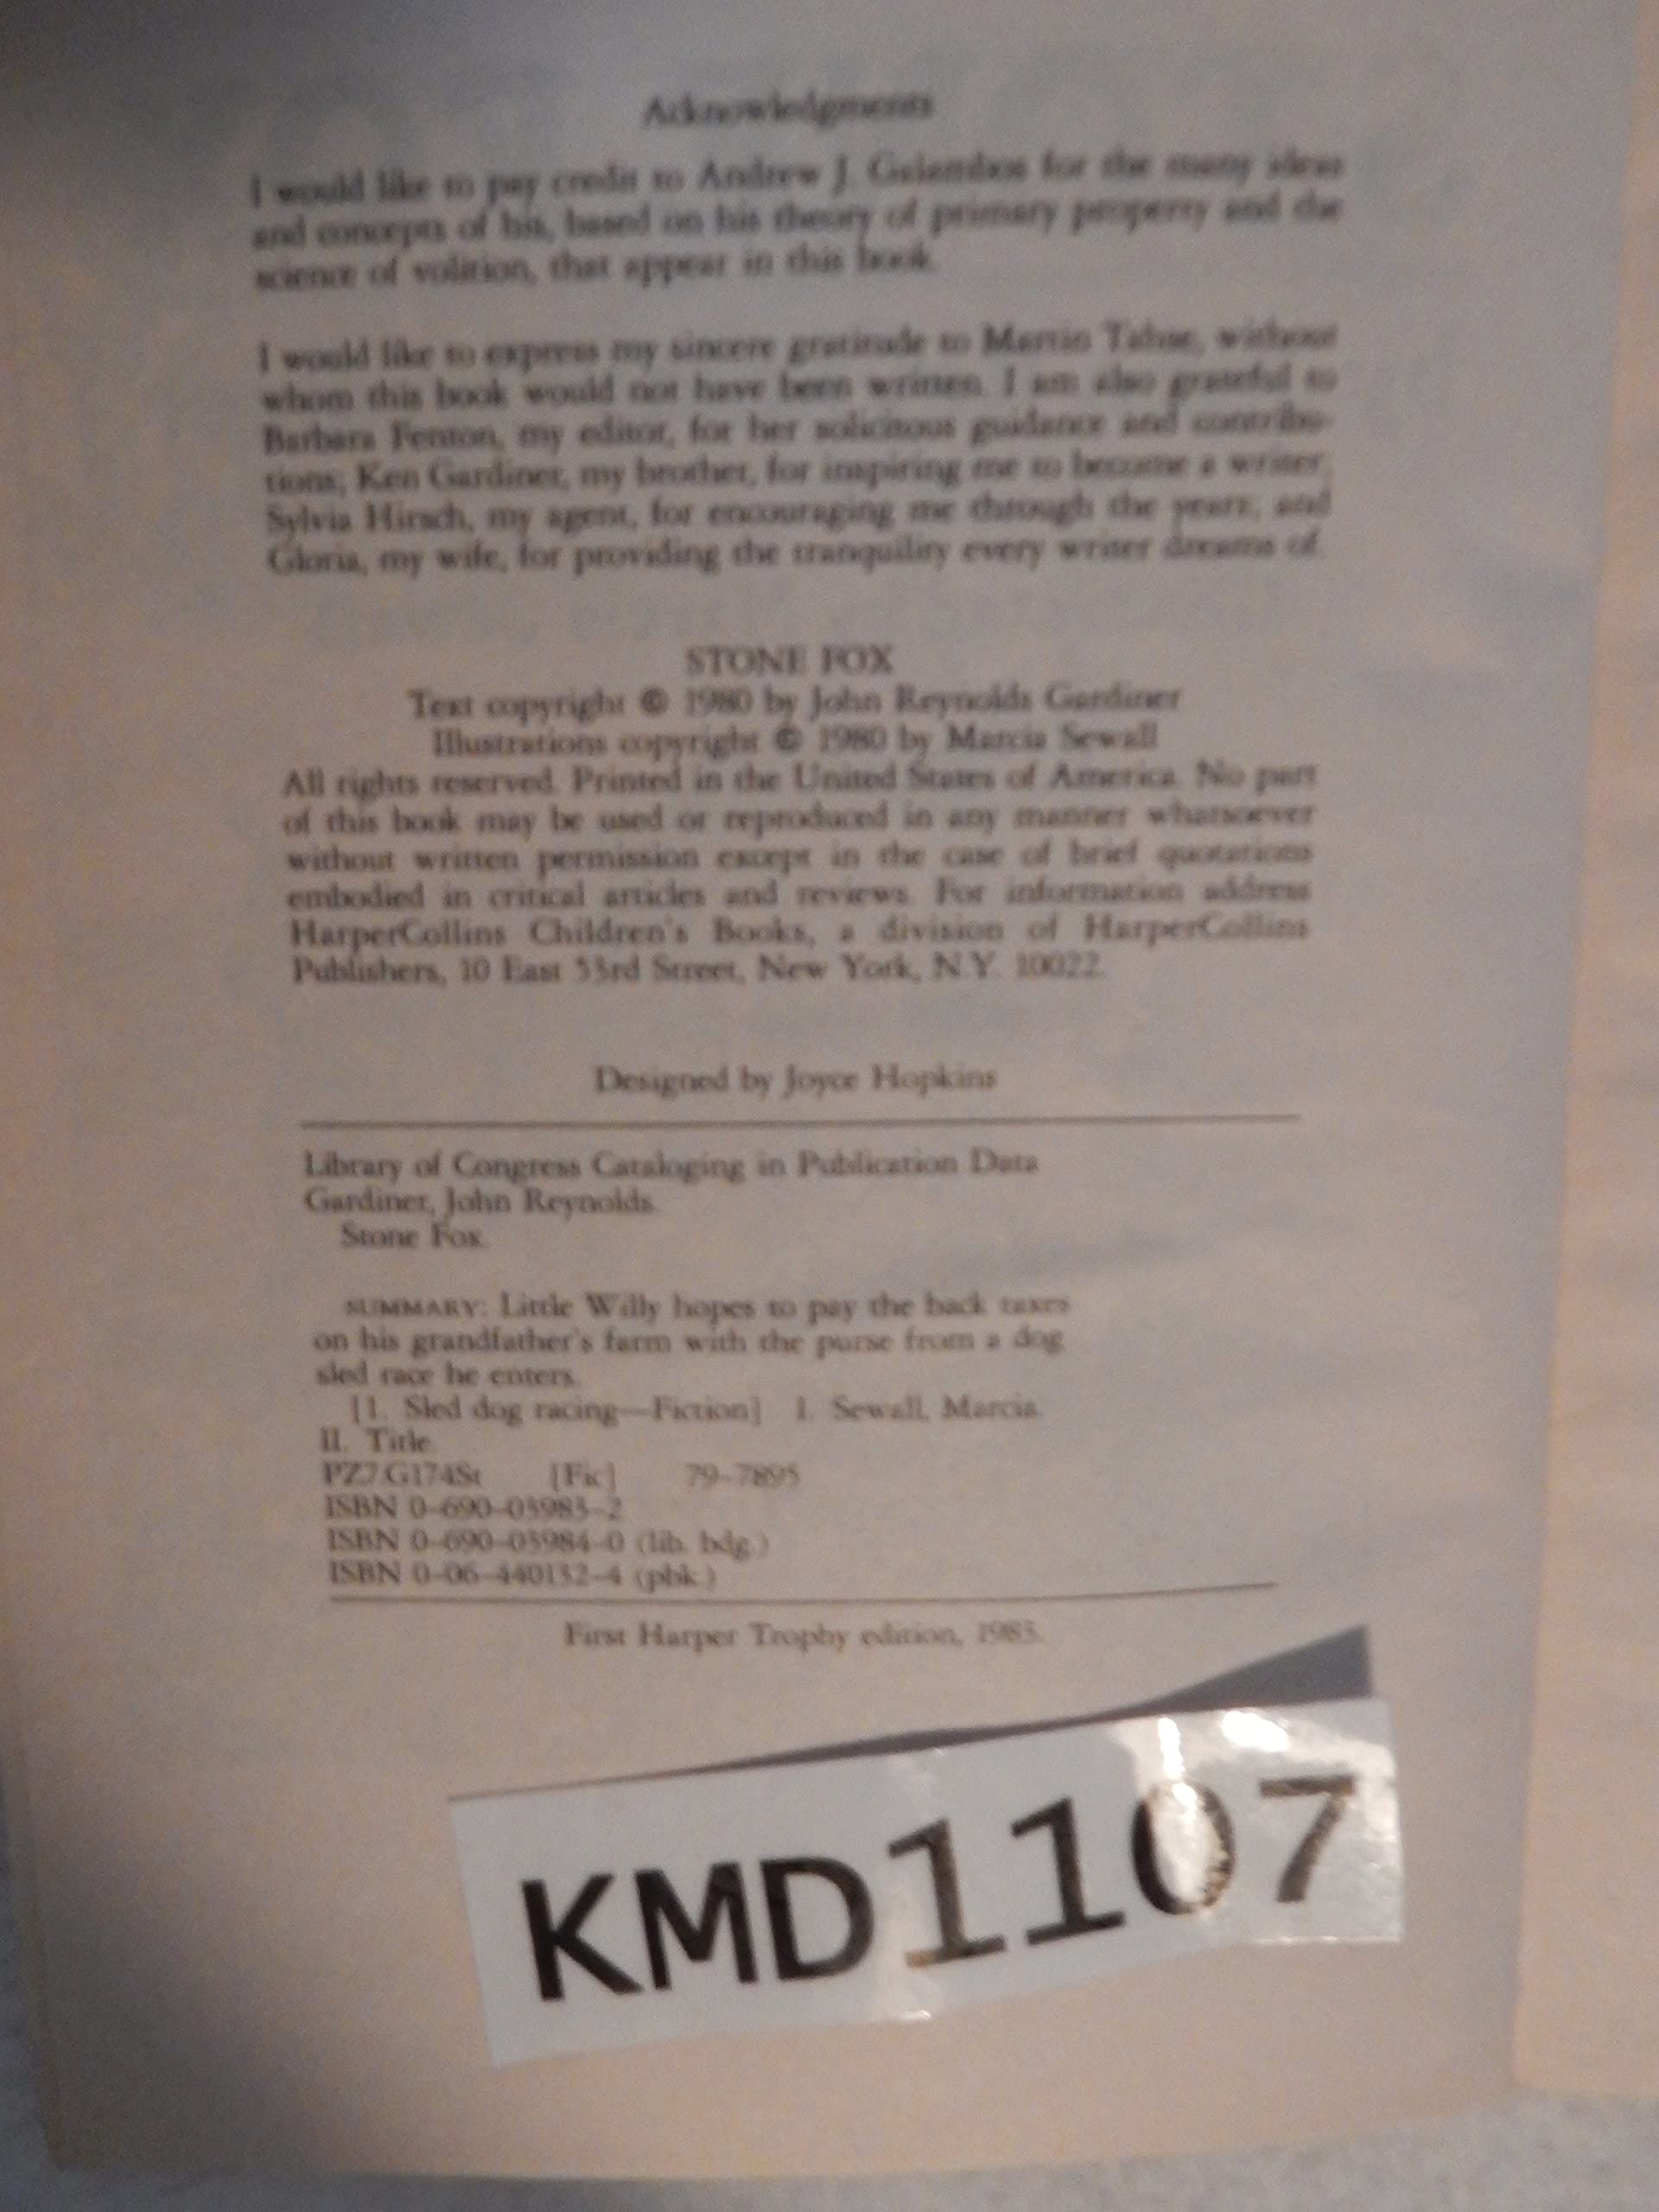 Acknowledgments
I would like to pay credit to Andrew J. Galambos for the many ideas
and concepts of his, based on his theory of primary property and the
science of volition, that appear in this book.
I would like to express my sincere gratitude to Martin Tahse, without
whom this book would not have been written. I am also grateful to
Barbara Fenton, my editor, for her solicitous guidance and contribu-
tions; Ken Gardiner, my brother, for inspiring me to become a writer;
Sylvia Hirsch, my agent, for encouraging me through the years; and
Gloria, my wife, for providing the tranquility every writer dreams of.
STONE FOX
Text copyright © 1980 by John Reynolds Gardiner
Illustrations copyright © 1980 by Marcia Sewall
All rights reserved. Printed in the United States of America. No part
of this book may be used or reproduced in any manner whatsoever
without written permission except in the case of brief quotations
embodied in critical articles and reviews. For information address
HarperCollins Children's Books, a division of HarperCollins
Publishers, 10 East 53rd Street, New York, N.Y. 10022.
Designed by Joyce Hopkins
Library of Congress Cataloging in Publication Data
Gardiner, John Reynolds.
Stone Fox.
SUMMARY: Little Willy hopes to pay the back taxes
on his grandfather's farm with the purse from a dog
sled race he enters.
[1. Sled dog racing—Fiction] I. Sewall, Marcia.
II. Title.
PZ7.G174St [Fic] 79-7895
ISBN 0-690-03983-2
ISBN 0-690-03984-0 (lib. bdg.)
ISBN 0-06-440132-4 (pbk.)
First Harper Trophy edition, 1983.
KMD1107